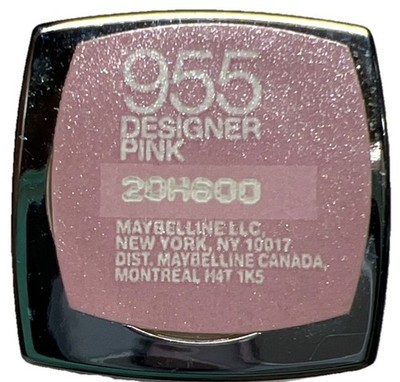 955
DESIGNER
PINK
20H600
MAYBELLINE LLC,
NEW YORK, NY 10017
DIST. MAYBELLINE CANADA,
MONTREAL H4T 1K5